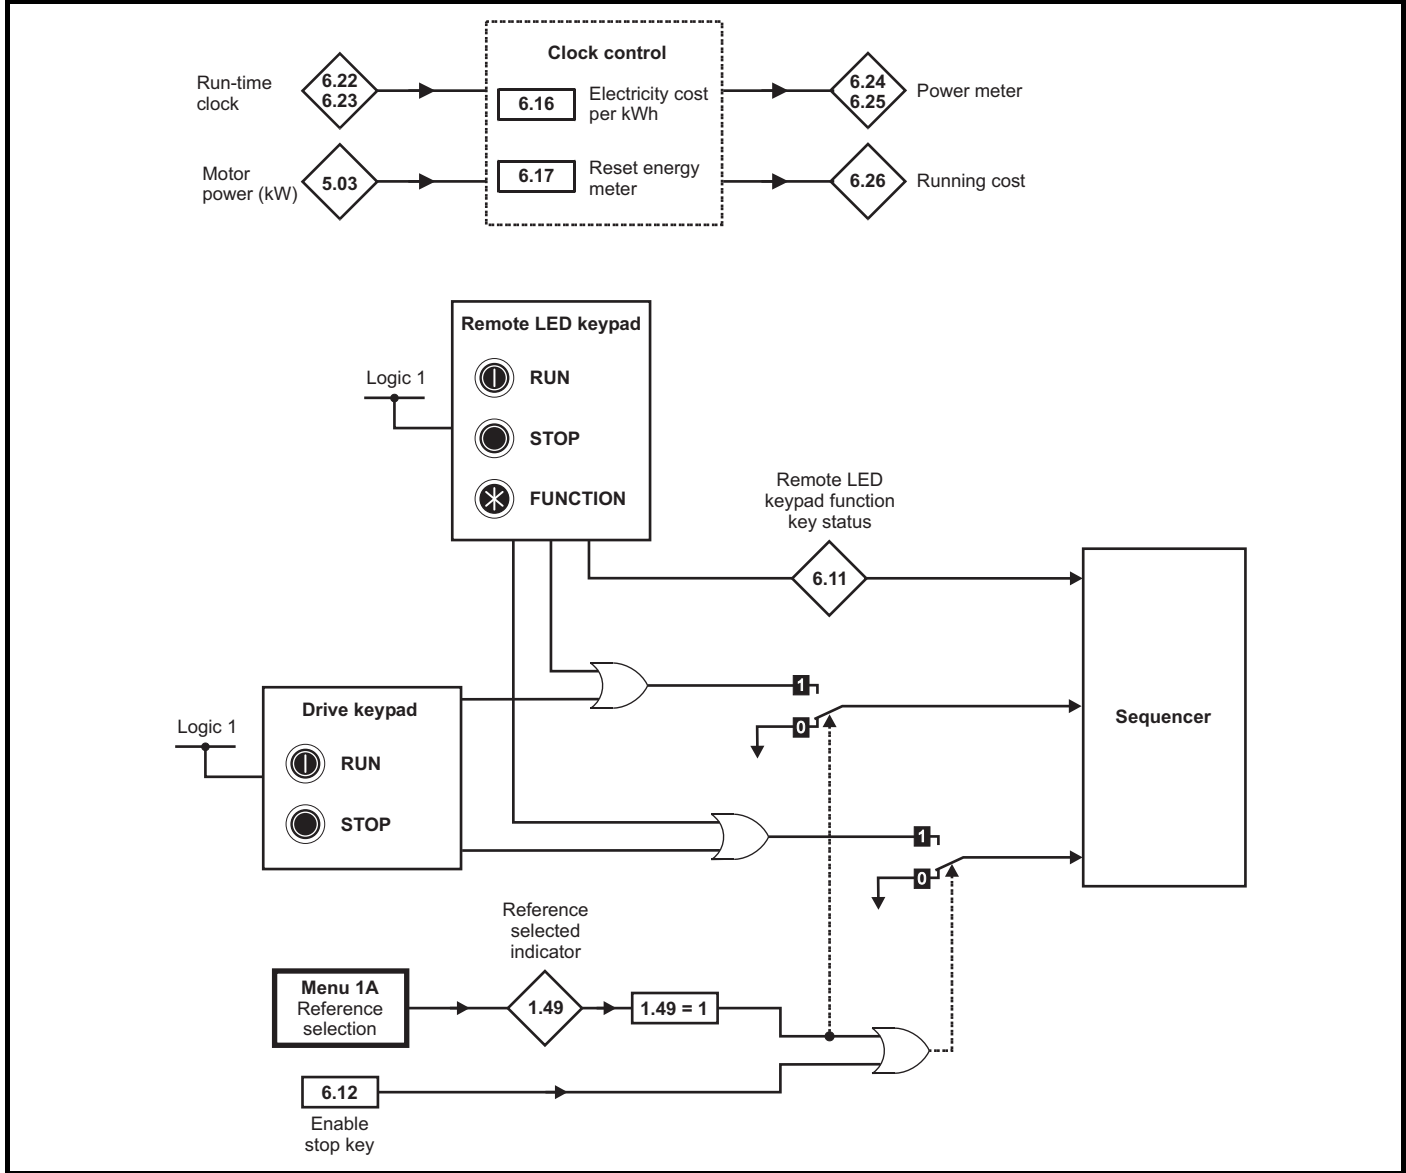 Clock control
Run-time
clock
6.22
6.23
6.16
Electricity cost
per kWh
6.24
6.25
Power meter
Motor
power (kW)
5.03
6.17
Reset energy
meter
6.26
Running cost
Remote LED keypad
Logic 1
RUN
STOP
FUNCTION
Remote LED
keypad function
key status
6.11
Drive keypad
Logic 1
RUN
STOP
1
0
Sequencer
1
0
Reference
selected
indicator
Menu 1A
Reference
selection
1.49
1.49 = 1
6.12
Enable
stop key